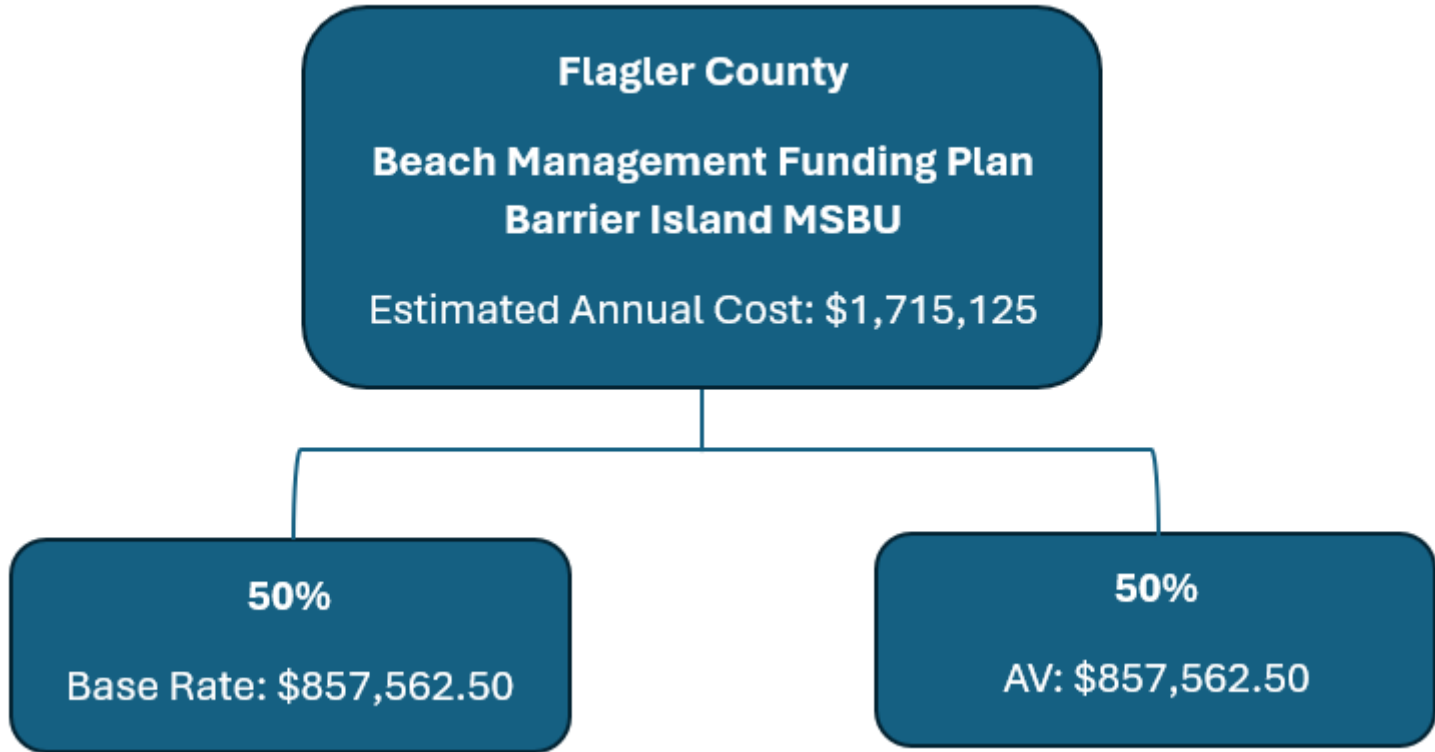 Flagler County
Beach Management Funding Plan
Barrier Island MSBU
Estimated Annual Cost: $1,715,125
50%
Base Rate: $857,562.50
50%
AV: $857,562.50